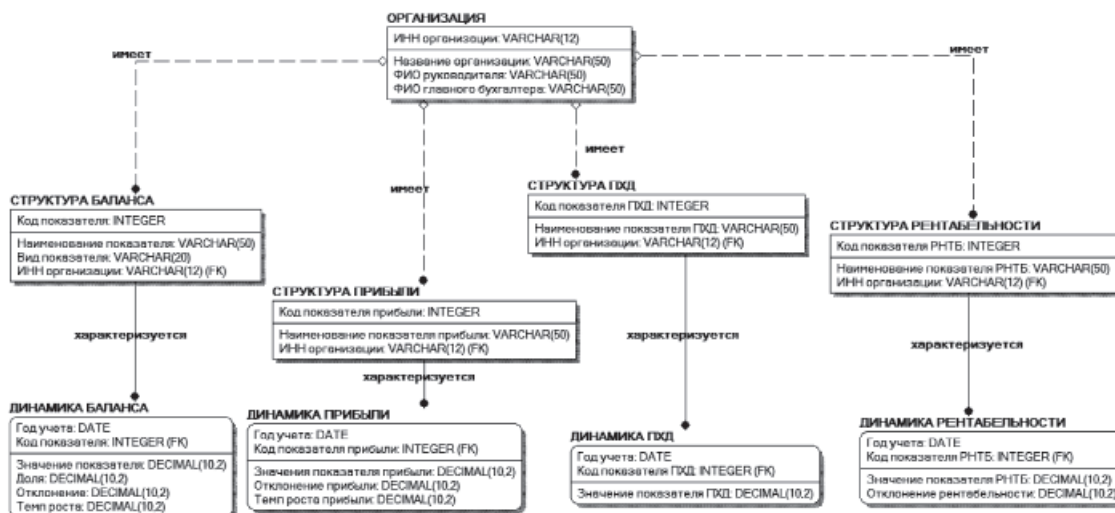 ОРГАНИЗАЦИЯ
ИНН организации: VARCHAR(12)
Название организации: VARCHAR(50)
ФИО руководителя: VARCHAR(50)
ФИО главного бухгалтера: VARCHAR(50)
имеет
имеет
имеет
имеет
СТРУКТУРА БАЛАНСА
Код показателя: INTEGER
Наименование показателя: VARCHAR(50)
Вид показателя: VARCHAR(20)
ИНН организации: VARCHAR(12) (FK)
СТРУКТУРА ПРИБЫЛИ
Код показателя прибыли: INTEGER
Наименование показателя прибыли: VARCHAR(50)
ИНН организации: VARCHAR(12) (FK)
СТРУКТУРА ПХД
Код показателя ПХД: INTEGER
Наименование показателя ПХД: VARCHAR(50)
ИНН организации: VARCHAR(12) (FK)
СТРУКТУРА РЕНТАБЕЛЬНОСТИ
Код показателя РНТБ: INTEGER
Наименование показателя РНТБ: VARCHAR(50)
ИНН организации: VARCHAR(12) (FK)
характеризуется
характеризуется
характеризуется
характеризуется
ДИНАМИКА БАЛАНСА
Год учета: DATE
Код показателя: INTEGER (FK)
Значение показателя: DECIMAL(10,2)
Доля: DECIMAL(10,2)
Отклонение: DECIMAL(10,2)
Темп роста: DECIMAL(10,2)
ДИНАМИКА ПРИБЫЛИ
Год учета: DATE
Код показателя прибыли: INTEGER (FK)
Значения показателя прибыли: DECIMAL(10,2)
Отклонение прибыли: DECIMAL(10,2)
Темп роста прибыли: DECIMAL(10,2)
ДИНАМИКА ПХД
Год учета: DATE
Код показателя ПХД: INTEGER (FK)
Значение показателя ПХД: DECIMAL(10,2)
ДИНАМИКА РЕНТАБЕЛЬНОСТИ
Год учета: DATE
Код показателя РНТБ: INTEGER (FK)
Значение показателя РНТБ: DECIMAL(10,2)
Отклонение рентабельности: DECIMAL(10,2)